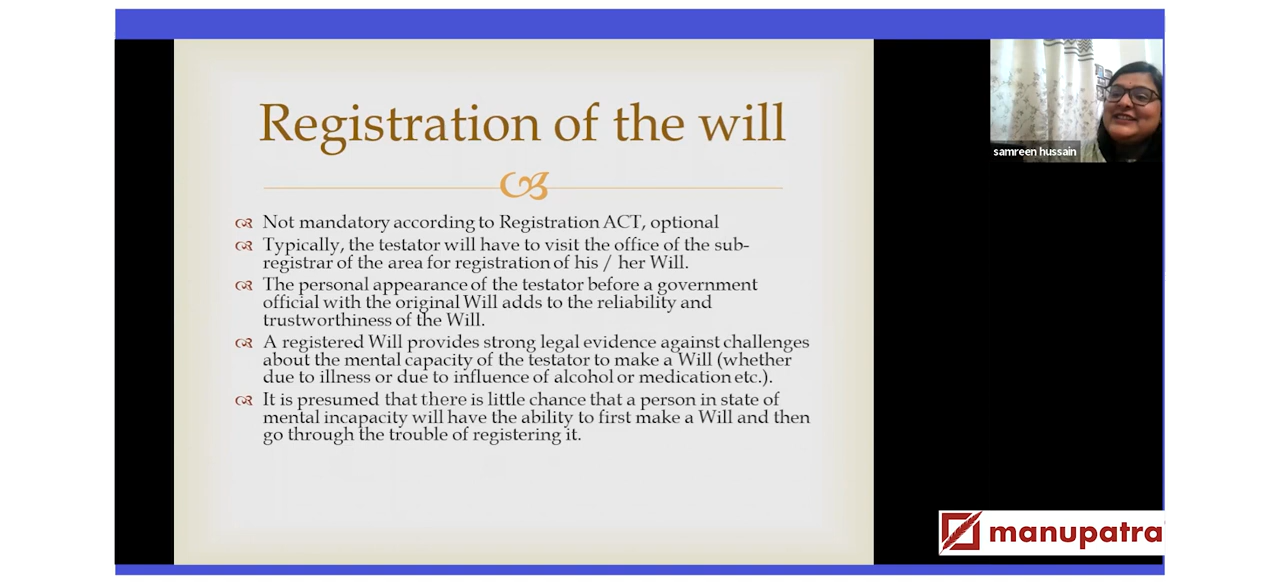 Registration of the will
Not mandatory according to Registration ACT, optional
Typically, the testator will have to visit the office of the sub-
registrar of the area for registration of his / her Will.
The personal appearance of the testator before a government
official with the original Will adds to the reliability and
trustworthiness of the Will.
A registered Will provides strong legal evidence against challenges
about the mental capacity of the testator to make a Will (whether
due to illness or due to influence of alcohol or medication etc.).
It is presumed that there is little chance that a person in state of
mental incapacity will have the ability to first make a Will and then
go through the trouble of registering it.
samreen hussain
manupatra